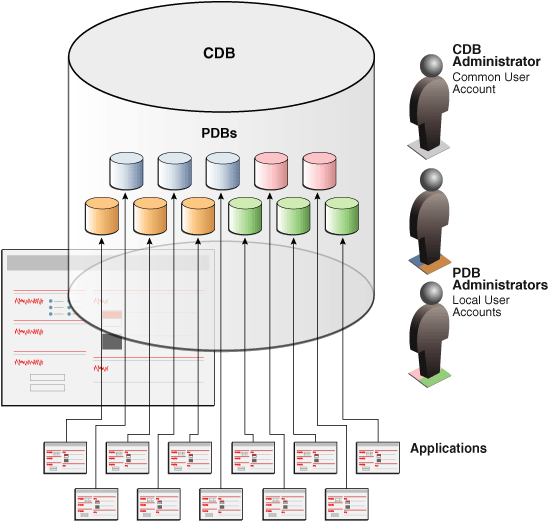 CDB
CDB
Administrator
Common User
Account
PDBs
PDB
Administrators
Local User
Accounts
Applications